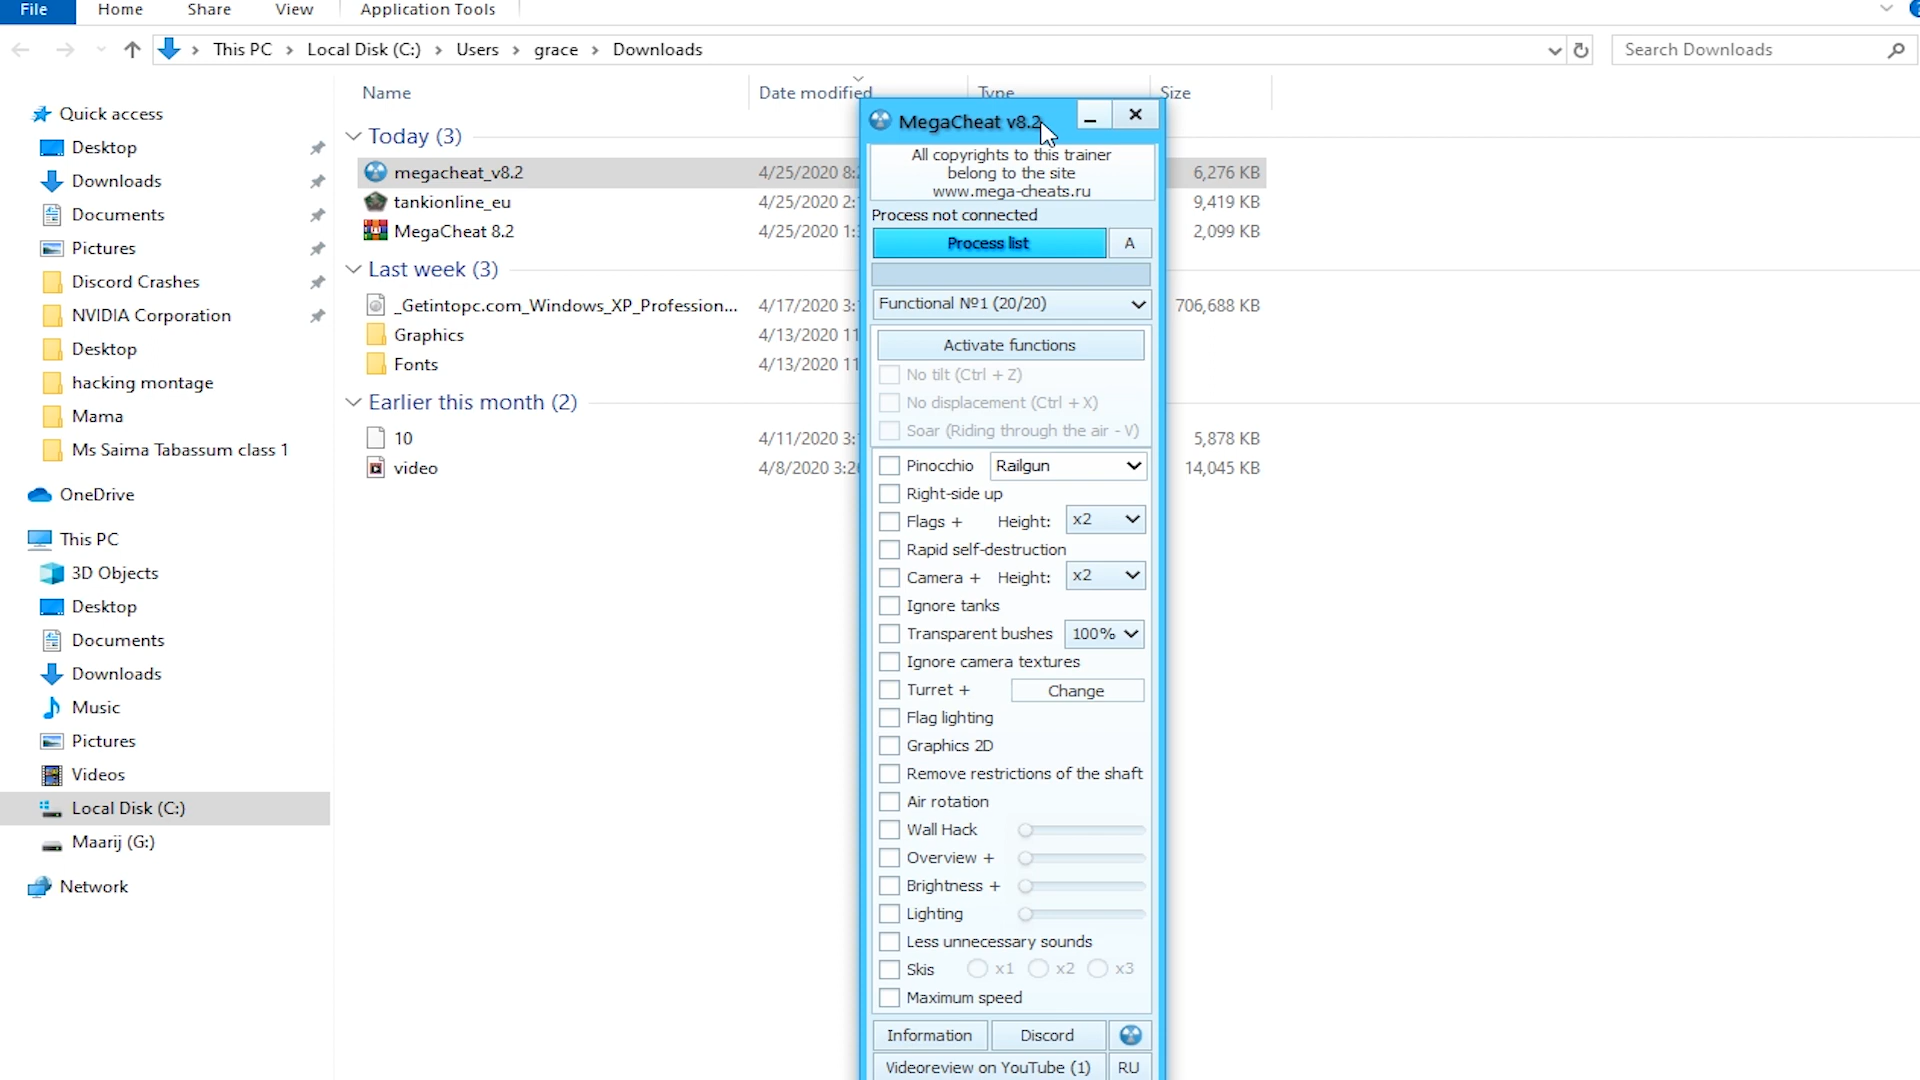 File Home Share View Application Tools
This PC Local Disk (C:) Users grace Downloads
Search Downloads
Name Date modified Type Size
Quick access
Desktop
Downloads
Documents
Pictures
Discord Crashes
NVIDIA Corporation
Desktop
hacking montage
Mama
Ms Saima Tabassum class 1
OneDrive
This PC
3D Objects
Desktop
Documents
Downloads
Music
Pictures
Videos
Local Disk (C:)
Maarij (G:)
Network
Today (3)
megacheat_v8.2 4/25/2020 6,276 KB
tankionline_eu 4/25/2020 9,419 KB
MegaCheat 8.2 4/25/2020 2,099 KB
Last week (3)
_Getintopc.com_Windows_XP_Profession... 4/17/2020 706,688 KB
Graphics 4/13/2020
Fonts 4/13/2020
Earlier this month (2)
10 4/11/2020 5,878 KB
video 4/8/2020 14,045 KB
MegaCheat v8.2
All copyrights to this trainer
belong to the site
www.mega-cheats.ru
Process not connected
Process list A
Functional №1 (20/20)
Activate functions
No tilt (Ctrl + Z)
No displacement (Ctrl + X)
Soar (Riding through the air - V)
Pinocchio Railgun
Right-side up
Flags + Height: x2
Rapid self-destruction
Camera + Height: x2
Ignore tanks
Transparent bushes 100%
Ignore camera textures
Turret + Change
Flag lighting
Graphics 2D
Remove restrictions of the shaft
Air rotation
Wall Hack
Overview +
Brightness +
Lighting
Less unnecessary sounds
Skis x1 x2 x3
Maximum speed
Information Discord
Videoreview on YouTube (1) RU